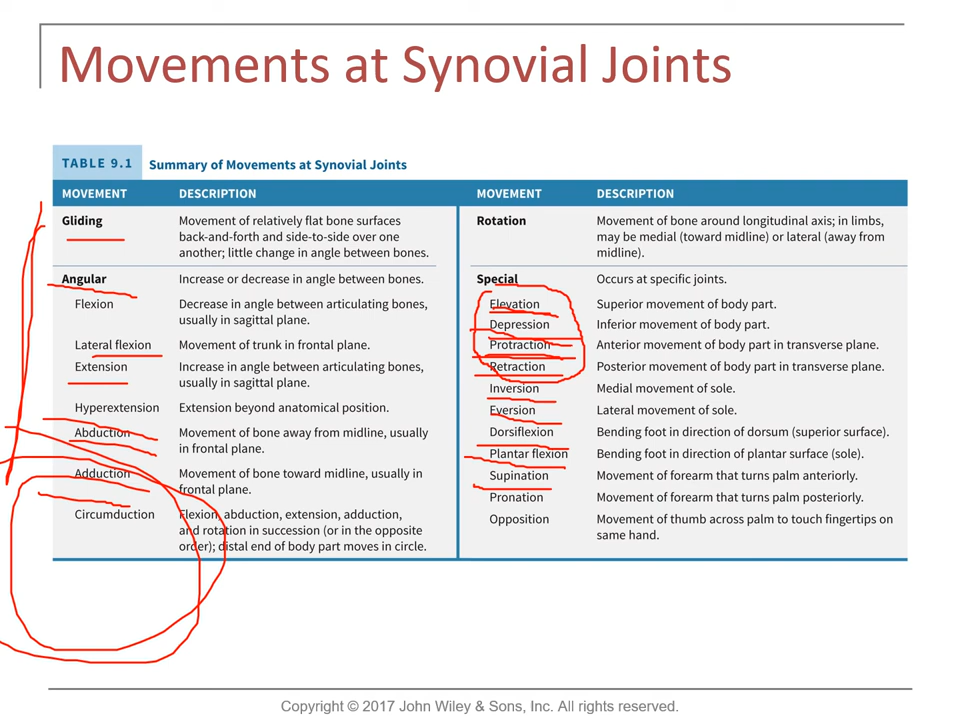 Movements at Synovial Joints
TABLE 9.1 Summary of Movements at Synovial Joints
MOVEMENT DESCRIPTION
Gliding Movement of relatively flat bone surfaces
back-and-forth and side-to-side over one
another; little change in angle between bones.
Angular Increase or decrease in angle between bones.
Flexion Decrease in angle between articulating bones,
usually in sagittal plane.
Lateral flexion Movement of trunk in frontal plane.
Extension Increase in angle between articulating bones,
usually in sagittal plane.
Hyperextension Extension beyond anatomical position.
Abduction Movement of bone away from midline, usually
in frontal plane.
Adduction Movement of bone toward midline, usually in
frontal plane.
Circumduction Flexion, abduction, extension, adduction,
and rotation in succession (or in the opposite
order); distal end of body part moves in circle.
MOVEMENT DESCRIPTION
Rotation Movement of bone around longitudinal axis; in limbs,
may be medial (toward midline) or lateral (away from
midline).
Special Occurs at specific joints.
Elevation Superior movement of body part.
Depression Inferior movement of body part.
Protraction Anterior movement of body part in transverse plane.
Retraction Posterior movement of body part in transverse plane.
Inversion Medial movement of sole.
Eversion Lateral movement of sole.
Dorsiflexion Bending foot in direction of dorsum (superior surface).
Plantar flexion Bending foot in direction of plantar surface (sole).
Supination Movement of forearm that turns palm anteriorly.
Pronation Movement of forearm that turns palm posteriorly.
Opposition Movement of thumb across palm to touch fingertips on
same hand.
Copyright © 2017 John Wiley & Sons, Inc. All rights reserved.